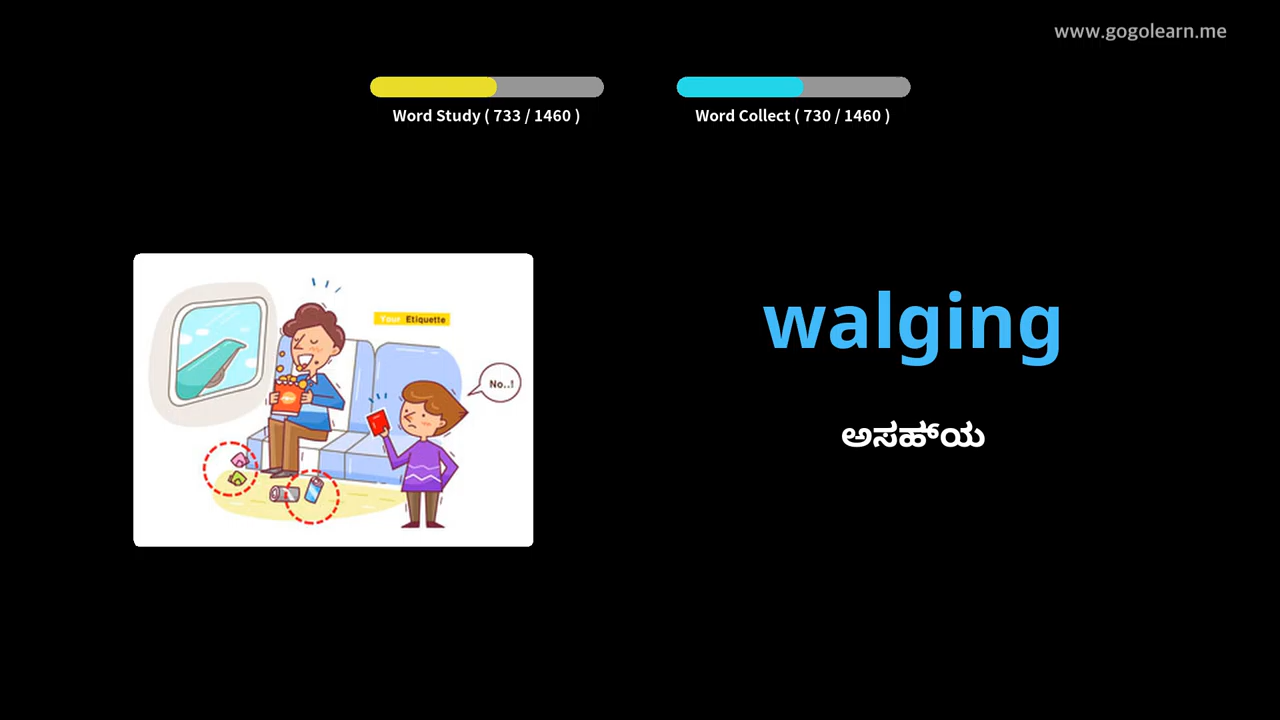 www.gogolearn.me
Word Study ( 733 / 1460 )
Word Collect ( 730 / 1460 )
Your Etiquette
No..!
walging
ಅಸಹ್ಯ